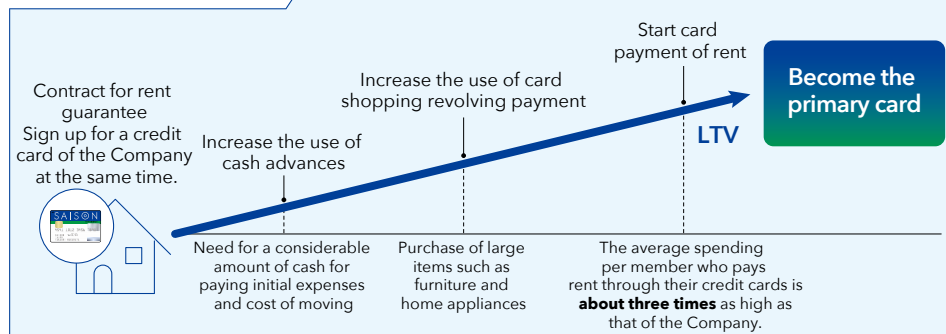 Contract for rent
guarantee
Sign up for a credit
card of the Company
at the same time.
SAISON
Increase the use of
cash advances
Increase the use of card
shopping revolving payment
Start card
payment of rent
LTV
Become the
primary card
Need for a considerable
amount of cash for
paying initial expenses
and cost of moving
Purchase of large
items such as
furniture and
home appliances
The average spending
per member who pays
rent through their credit cards is
about three times as high as
that of the Company.